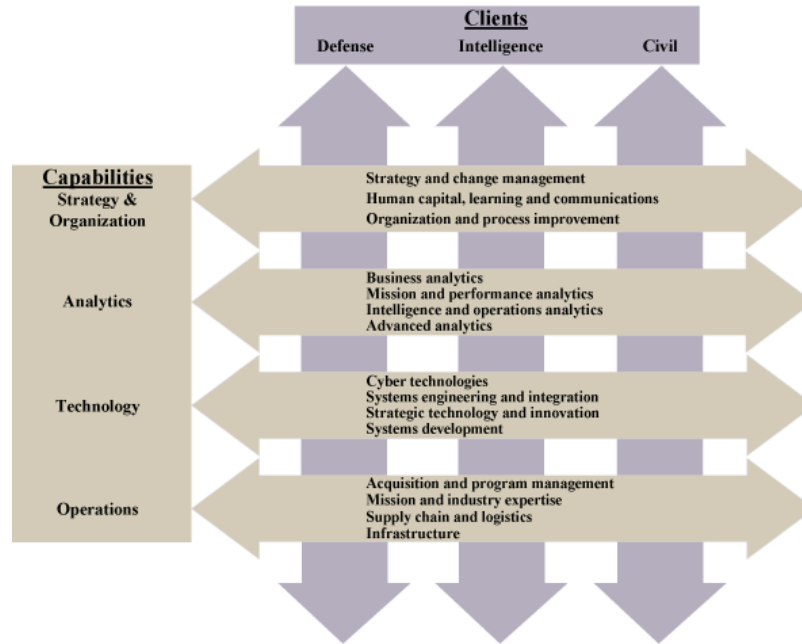 Clients
Defense Intelligence Civil
Capabilities
Strategy &
Organization
Strategy and change management
Human capital, learning and communications
Organization and process improvement
Analytics
Business analytics
Mission and performance analytics
Intelligence and operations analytics
Advanced analytics
Technology
Cyber technologies
Systems engineering and integration
Strategic technology and innovation
Systems development
Operations
Acquisition and program management
Mission and industry expertise
Supply chain and logistics
Infrastructure